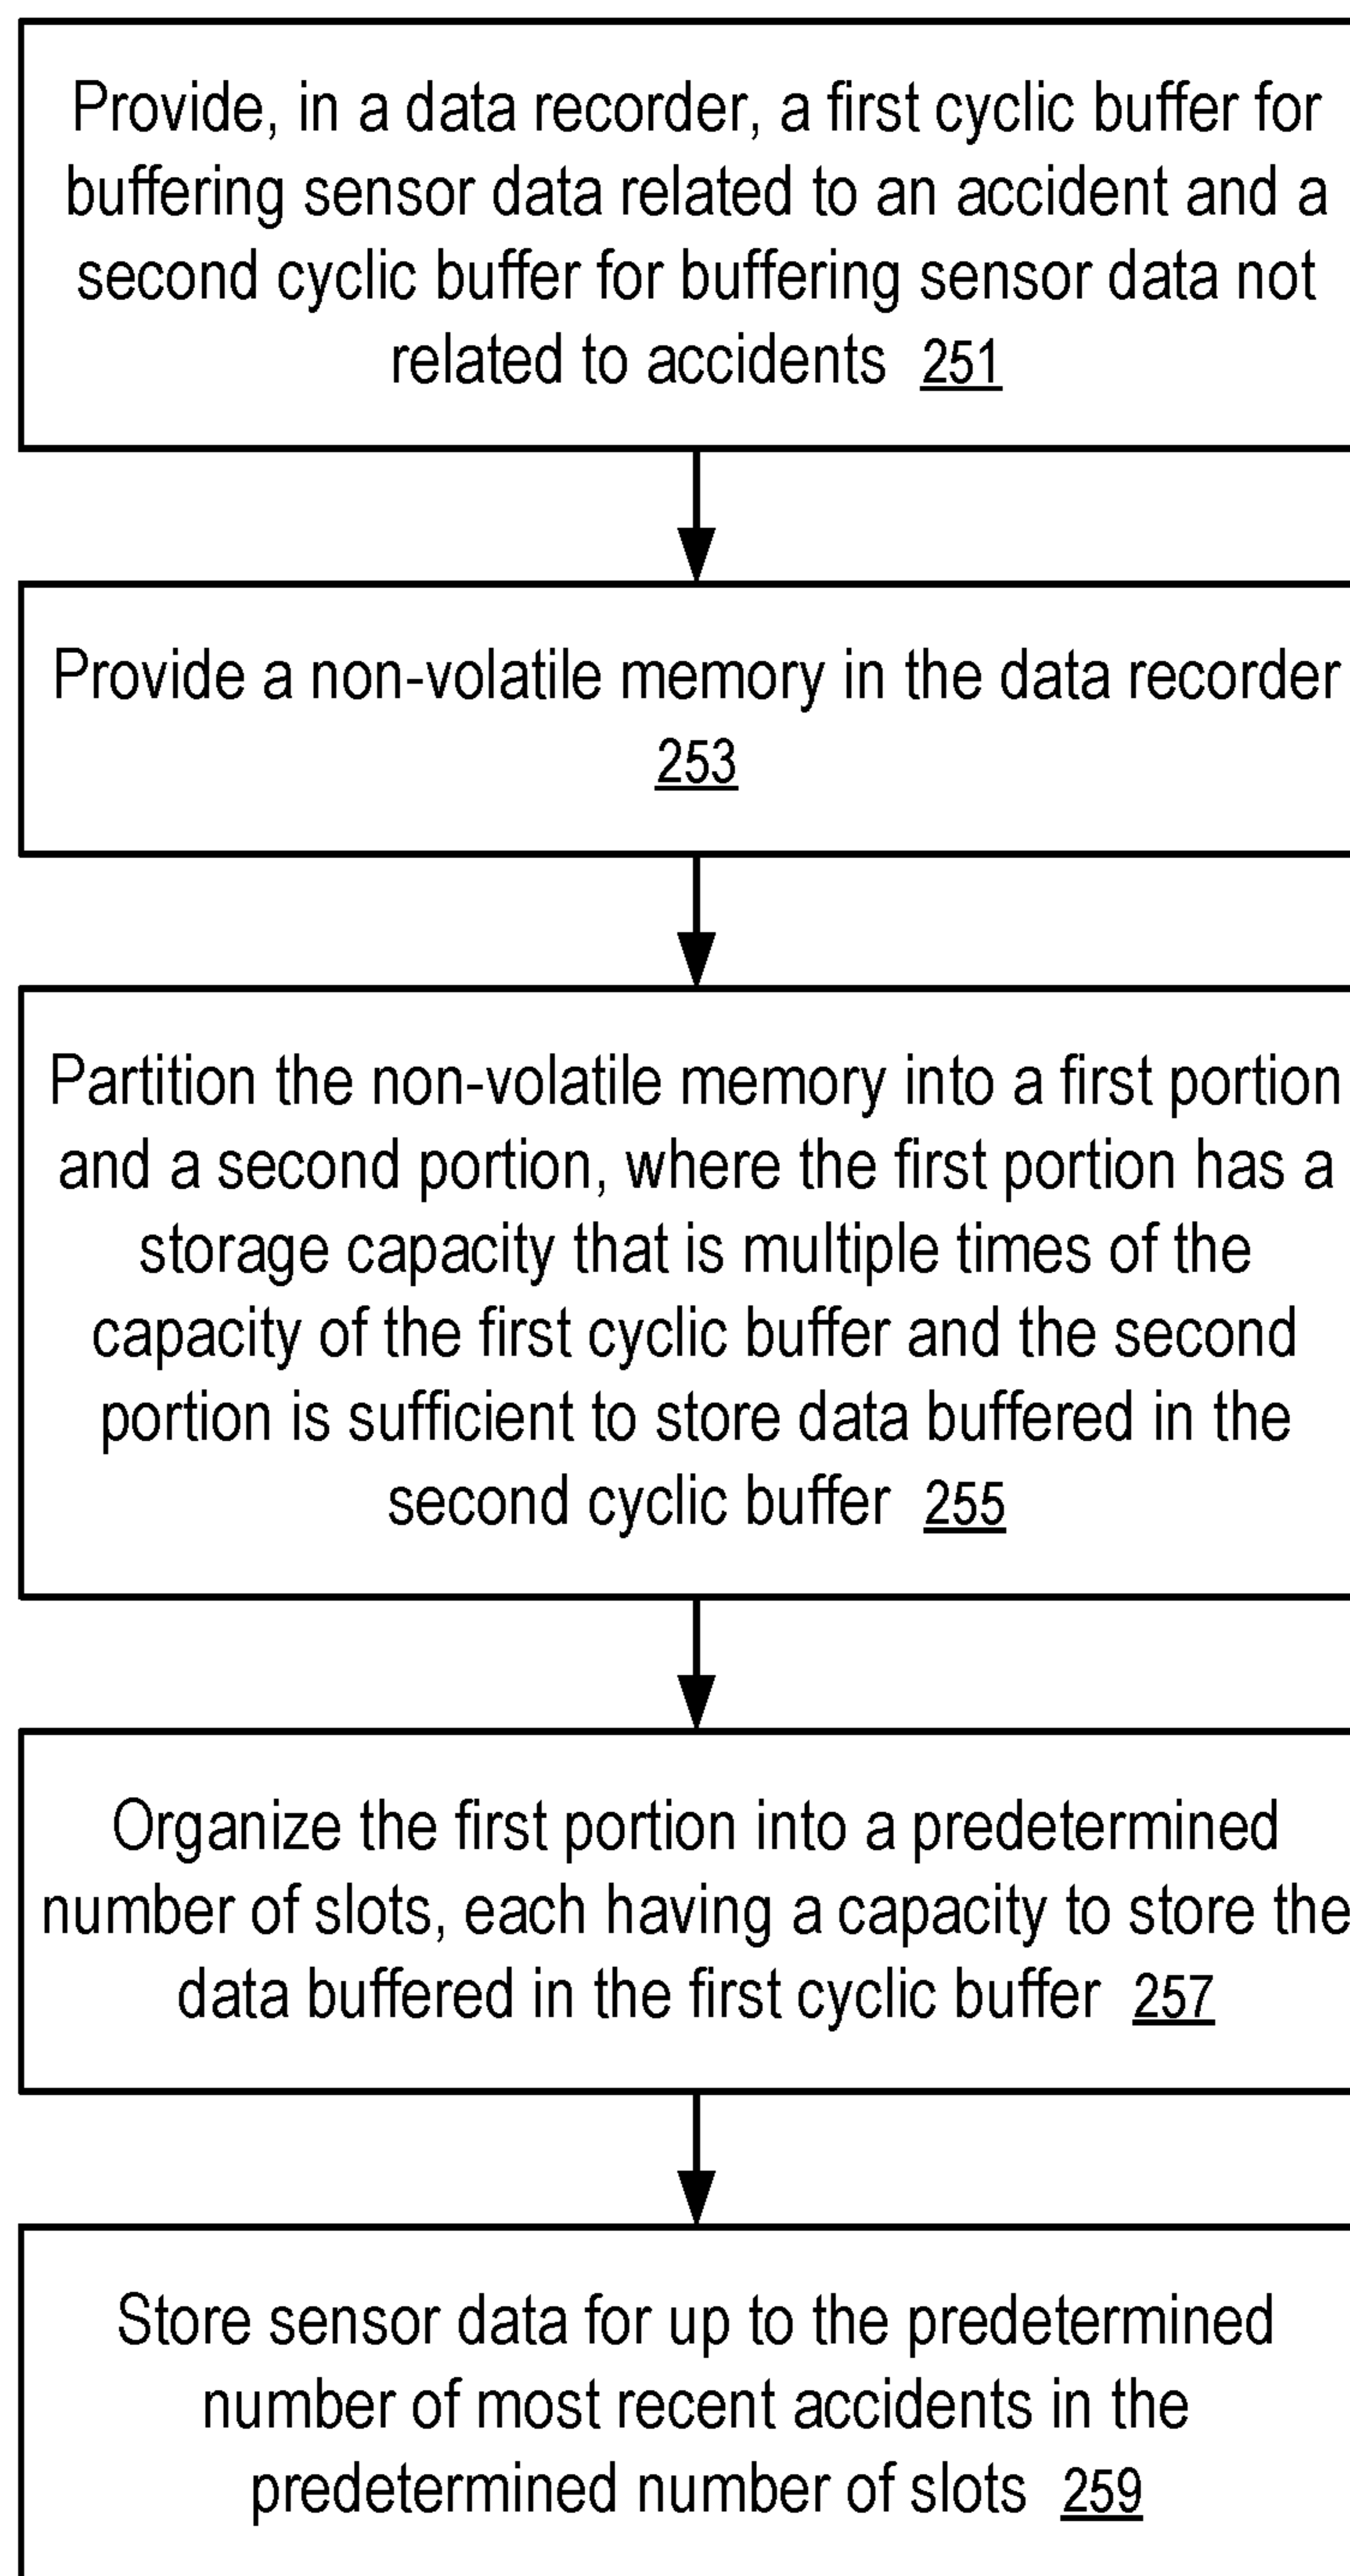 Provide, in a data recorder, a first cyclic buffer for
buffering sensor data related to an accident and a
second cyclic buffer for buffering sensor data not
related to accidents 251
Provide a non-volatile memory in the data recorder
253
Partition the non-volatile memory into a first portion
and a second portion, where the first portion has a
storage capacity that is multiple times of the
capacity of the first cyclic buffer and the second
portion is sufficient to store data buffered in the
second cyclic buffer 255
Organize the first portion into a predetermined
number of slots, each having a capacity to store the
data buffered in the first cyclic buffer 257
Store sensor data for up to the predetermined
number of most recent accidents in the
predetermined number of slots 259